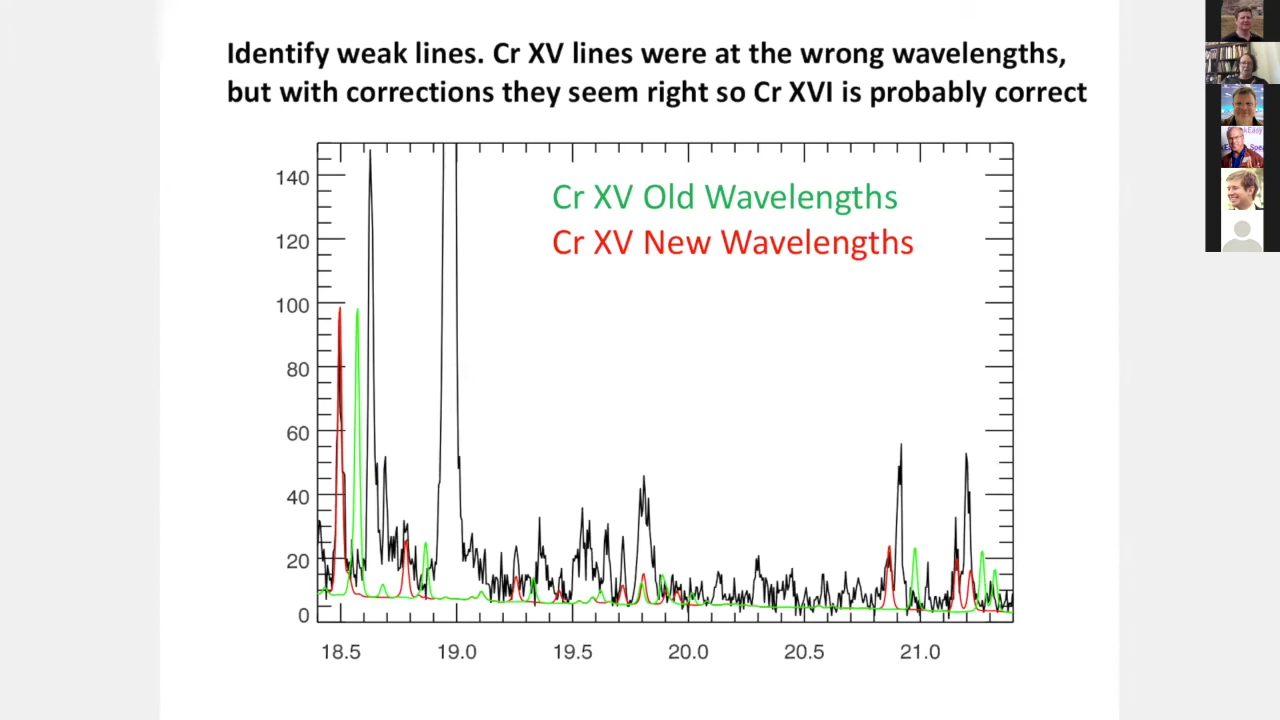 Identify weak lines. Cr XV lines were at the wrong wavelengths,
but with corrections they seem right so Cr XVI is probably correct
Cr XV Old Wavelengths
Cr XV New Wavelengths
140
120
100
80
60
40
20
0
18.5 19.0 19.5 20.0 20.5 21.0